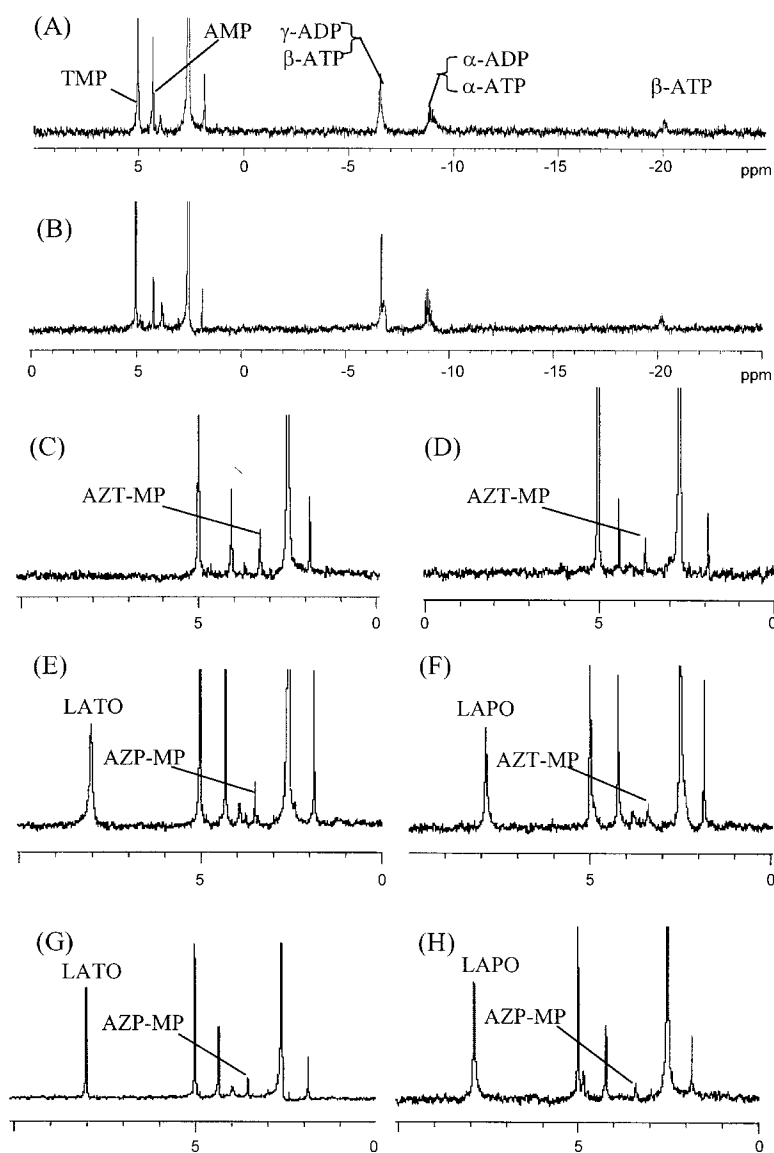 (A)
TMP
AMP
γ-ADP
β-ATP
α-ADP
α-ATP
β-ATP
5 0 -5 -10 -15 -20 ppm
(B)
0 5 0 -5 -10 -15 -20 ppm
(C)
AZT-MP
5 0
(D)
AZT-MP
0 5 0
(E)
LATO
AZP-MP
5 0
(F)
LAPO
AZT-MP
5 0
(G)
LATO
AZP-MP
5 0
(H)
LAPO
AZP-MP
5 0